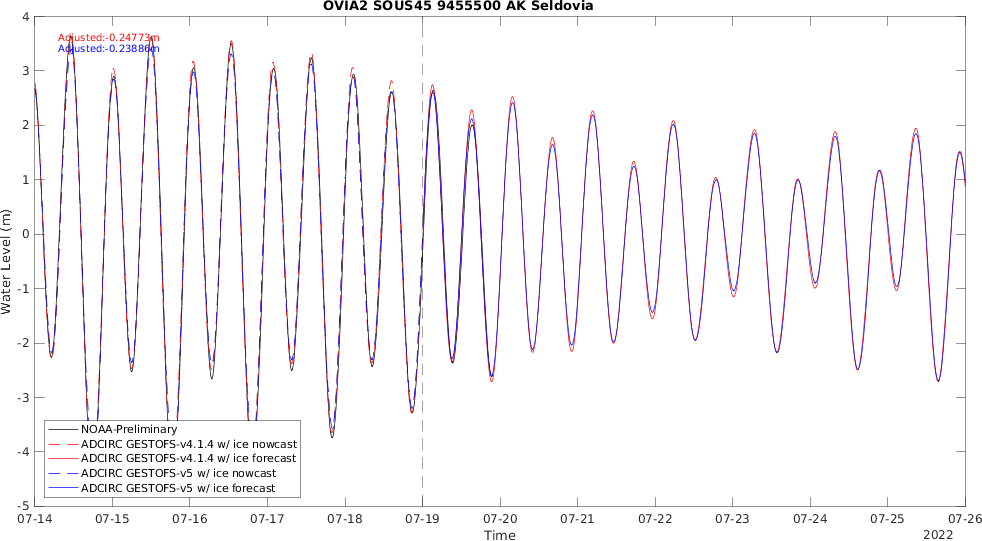 OVIA2 SOUS45 9455500 AK Seldovia
Adjusted:-0.24773m
Adjusted:-0.23886m
Water Level (m)
4
3
2
1
0
-1
-2
-3
-4
-5
NOAA-Preliminary
ADCIRC GESTOFS-v4.1.4 w/ ice nowcast
ADCIRC GESTOFS-v4.1.4 w/ ice forecast
ADCIRC GESTOFS-v5 w/ ice nowcast
ADCIRC GESTOFS-v5 w/ ice forecast
07-14 07-15 07-16 07-17 07-18 07-19 07-20 07-21 07-22 07-23 07-24 07-25 07-26
Time
2022